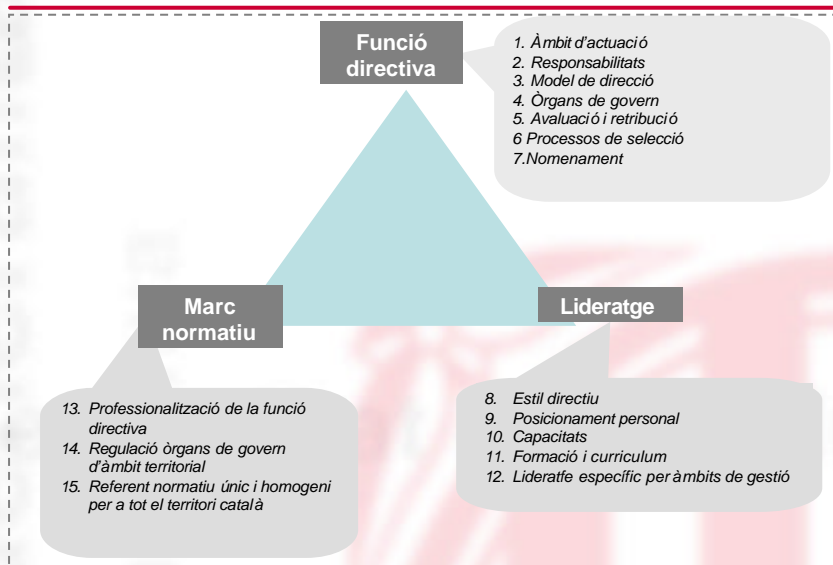 Funció
directiva
1. Àmbit d'actuació
2. Responsabilitats
3. Model de direcció
4. Òrgans de govern
5. Avaluació i retribució
6 Processos de selecció
7.Nomenament
Marc
normatiu
Lideratge
13. Professionalització de la funció
directiva
14. Regulació òrgans de govern
d'àmbit territorial
15. Referent normatiu únic i homogeni
per a tot el territori català
8. Estil directiu
9. Posicionament personal
10. Capacitats
11. Formació i curriculum
12. Lideratfe específic per àmbits de gestió